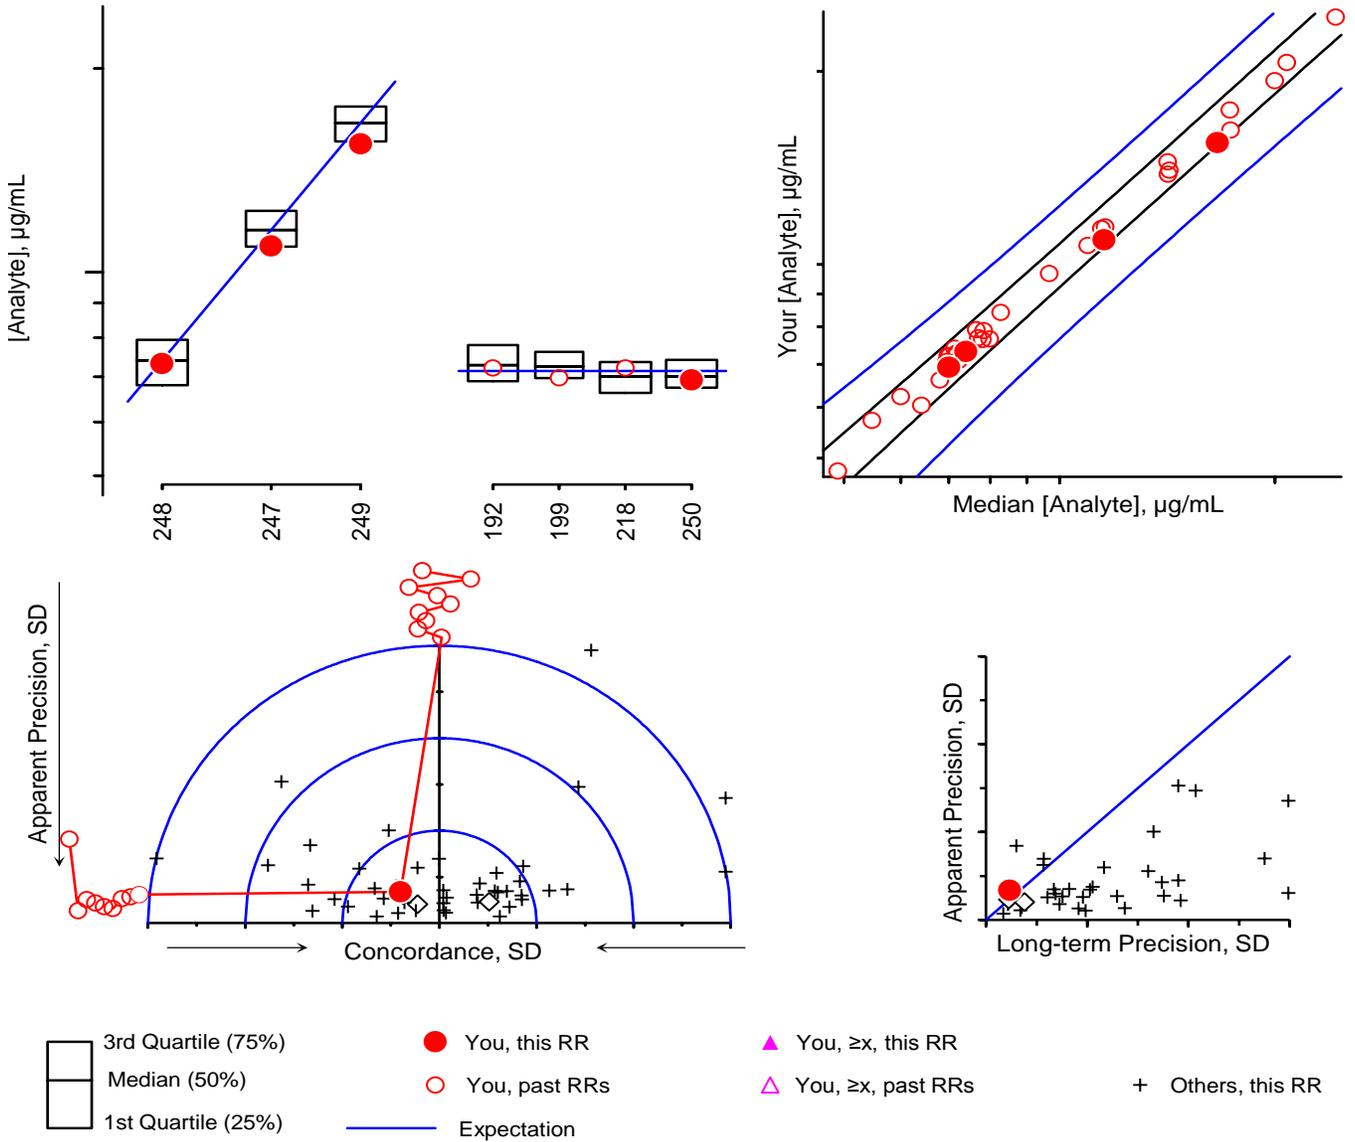 [Analyte], µg/mL
248
247
249
192
199
218
250
Your [Analyte], µg/mL
Median [Analyte], µg/mL
Apparent Precision, SD
Concordance, SD
Apparent Precision, SD
Long-term Precision, SD
3rd Quartile (75%)
Median (50%)
1st Quartile (25%)
You, this RR
You, past RRs
Expectation
You, ≥x, this RR
You, ≥x, past RRs
Others, this RR